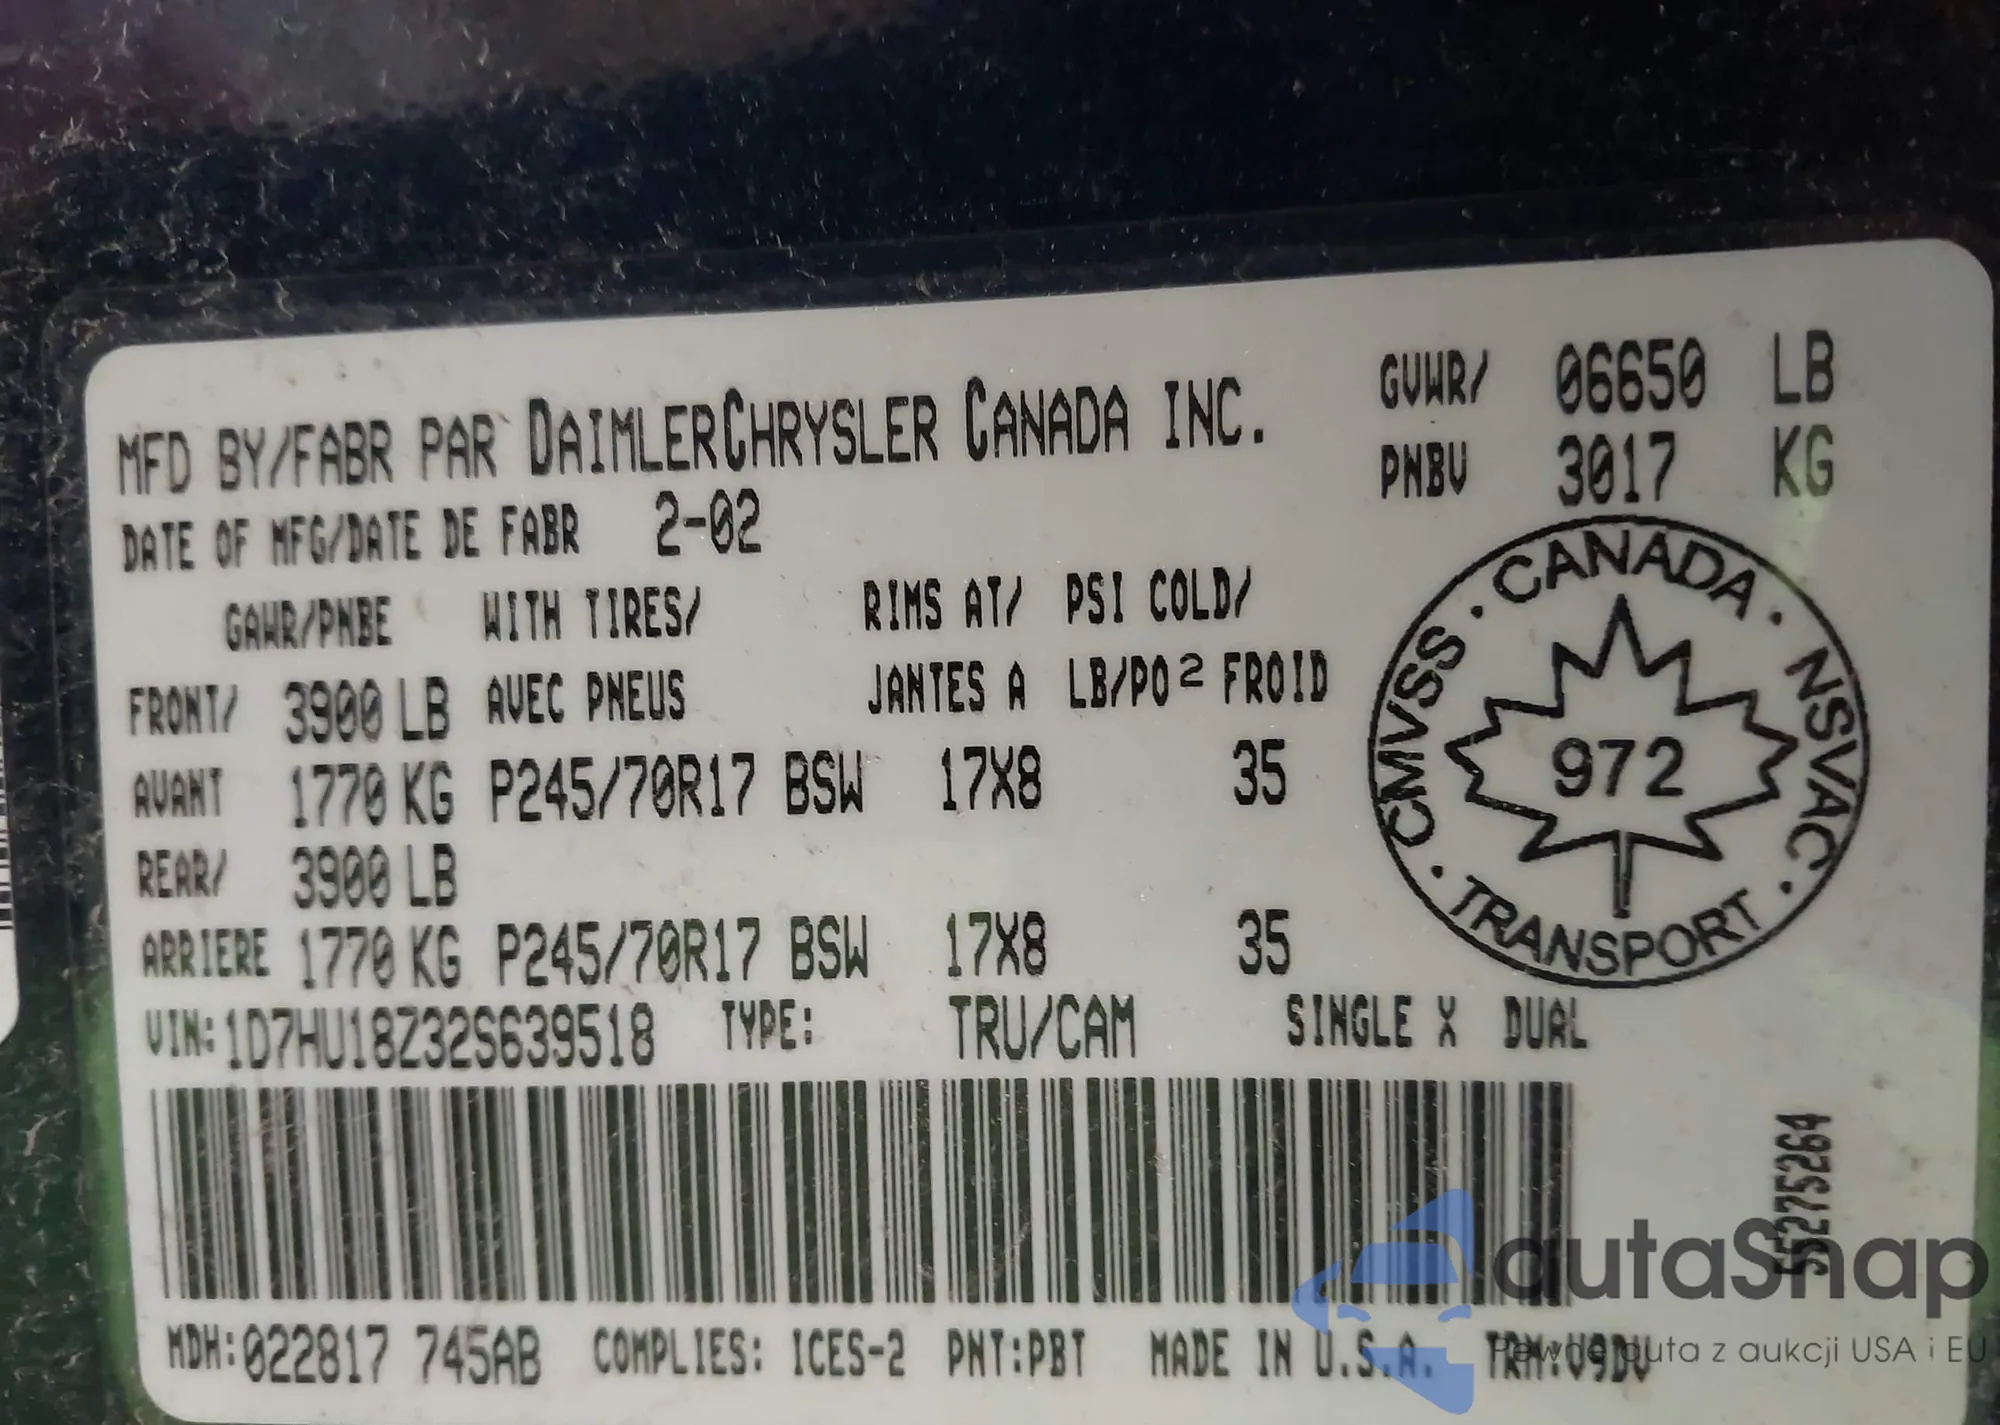 MFD BY/FABR PAR DAIMLERCHRYSLER CANADA INC.
GVWR/ 06650 LB
PNBV 3017 KG
DATE OF MFG/DATE DE FABR 2-02
GAWR/PNBE WITH TIRES/ RIMS AT/ PSI COLD/
FRONT/ 3900 LB AVEC PNEUS JANTES A LB/PO² FROID
AVANT 1770 KG P245/70R17 BSW 17X8 35
REAR/ 3900 LB
ARRIERE 1770 KG P245/70R17 BSW 17X8 35
· CANADA ·
CMVSS 972 NSVAC
· TRANSPORT ·
VIN: 1D7HU18Z32S639518 TYPE: TRU/CAM SINGLE X DUAL
55275264
MDH: 022817 745AB COMPLIES: ICES-2 PNT:PBT MADE IN U.S.A. TRM:V9DV
autaSnap
Pewne auta z aukcji USA i EU